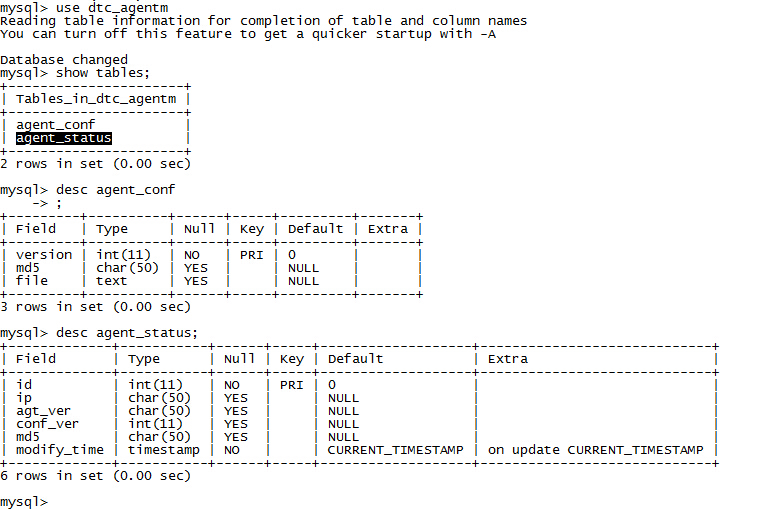 mysql> use dtc_agentm
Reading table information for completion of table and column names
You can turn off this feature to get a quicker startup with -A

Database changed
mysql> show tables;
+----------------------+
| Tables_in_dtc_agentm |
+----------------------+
| agent_conf           |
| agent_status         |
+----------------------+
2 rows in set (0.00 sec)

mysql> desc agent_conf
    -> ;
+---------+----------+------+-----+---------+-------+
| Field   | Type     | Null | Key | Default | Extra |
+---------+----------+------+-----+---------+-------+
| version | int(11)  | NO   | PRI | 0       |       |
| md5     | char(50) | YES  |     | NULL    |       |
| file    | text     | YES  |     | NULL    |       |
+---------+----------+------+-----+---------+-------+
3 rows in set (0.00 sec)

mysql> desc agent_status;
+-------------+-----------+------+-----+-------------------+-----------------------------+
| Field       | Type      | Null | Key | Default           | Extra                       |
+-------------+-----------+------+-----+-------------------+-----------------------------+
| id          | int(11)   | NO   | PRI | 0                 |                             |
| ip          | char(50)  | YES  |     | NULL              |                             |
| agt_ver     | char(50)  | YES  |     | NULL              |                             |
| conf_ver    | int(11)   | YES  |     | NULL              |                             |
| md5         | char(50)  | YES  |     | NULL              |                             |
| modify_time | timestamp | NO   |     | CURRENT_TIMESTAMP | on update CURRENT_TIMESTAMP |
+-------------+-----------+------+-----+-------------------+-----------------------------+
6 rows in set (0.00 sec)

mysql>